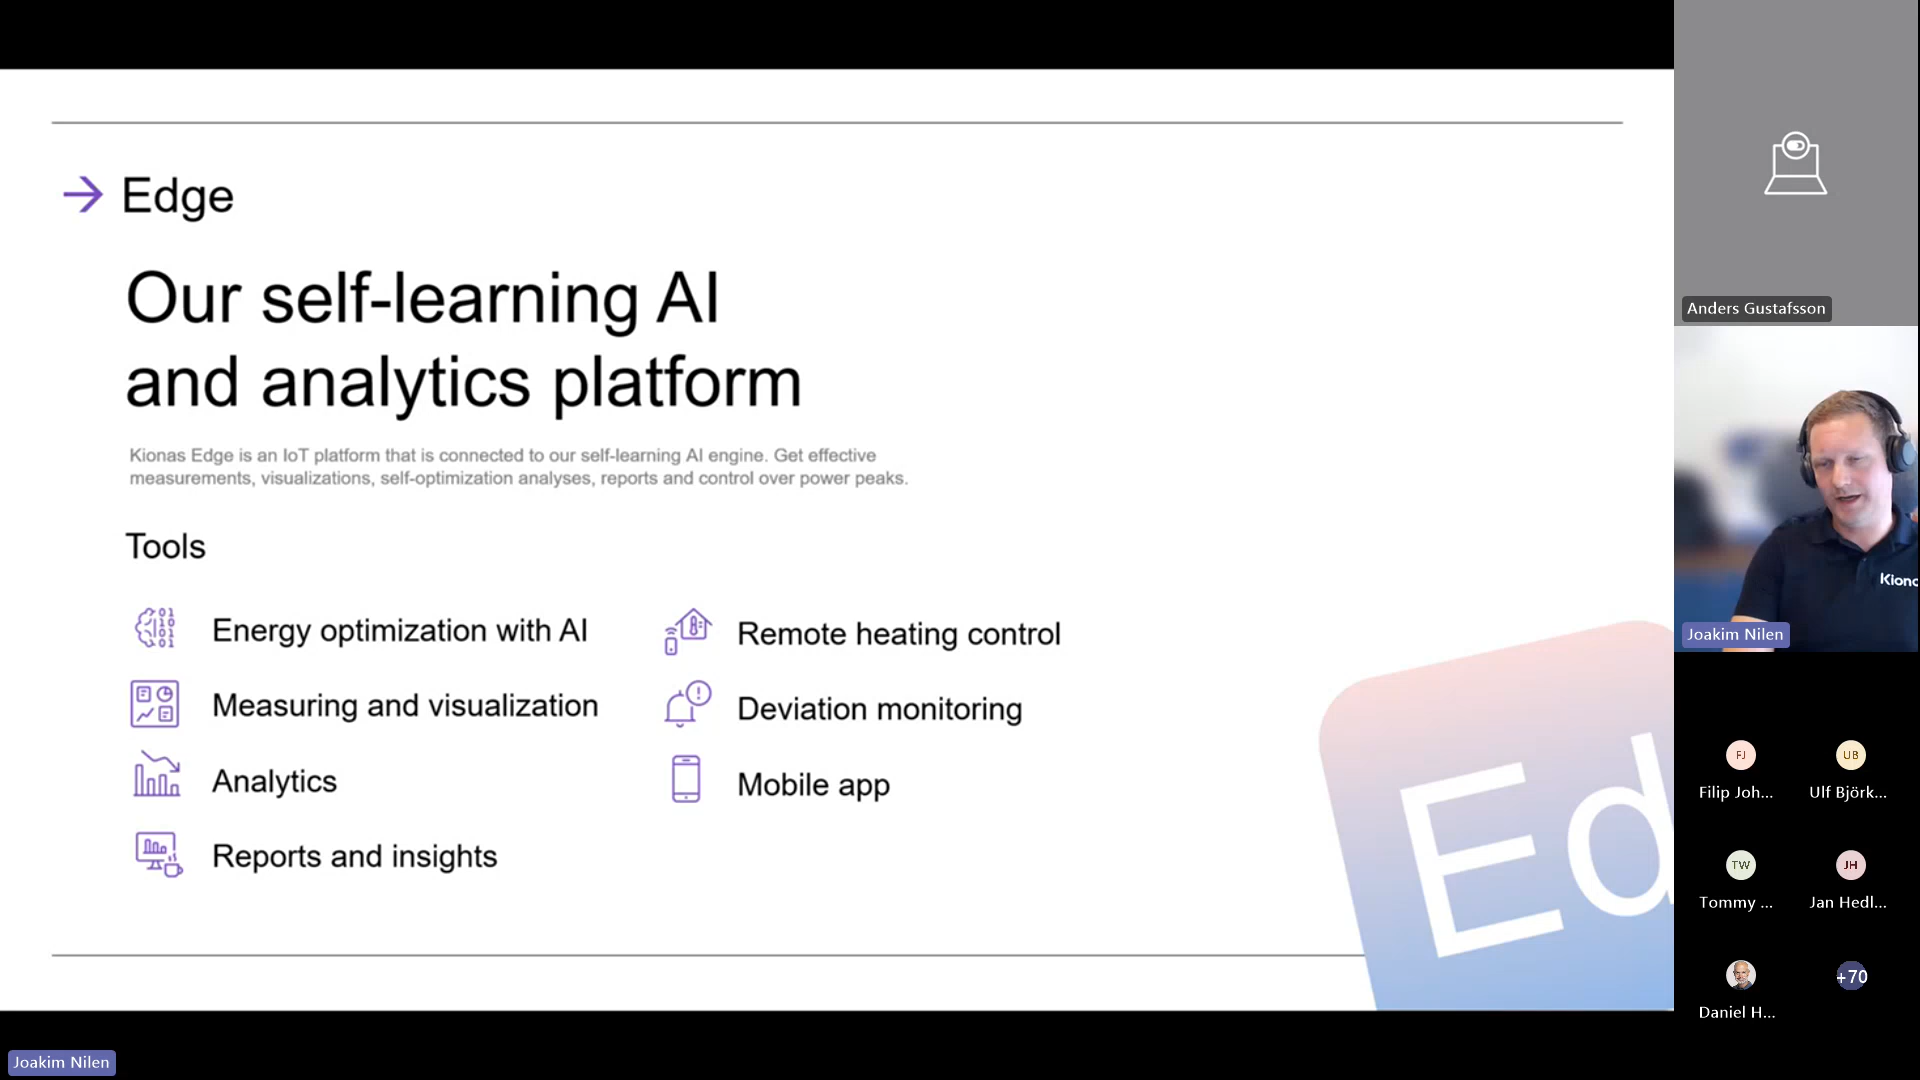 Edge
Our self-learning AI
and analytics platform
Kionas Edge is an IoT platform that is connected to our self-learning AI engine. Get effective
measurements, visualizations, self-optimization analyses, reports and control over power peaks.
Tools
Energy optimization with AI
Measuring and visualization
Analytics
Reports and insights
Remote heating control
Deviation monitoring
Mobile app
Ed
Anders Gustafsson
Kiona
Joakim Nilen
FJ
Filip Joh...
UB
Ulf Björk...
TW
Tommy ...
JH
Jan Hedl...
Daniel H...
+70
Joakim Nilen